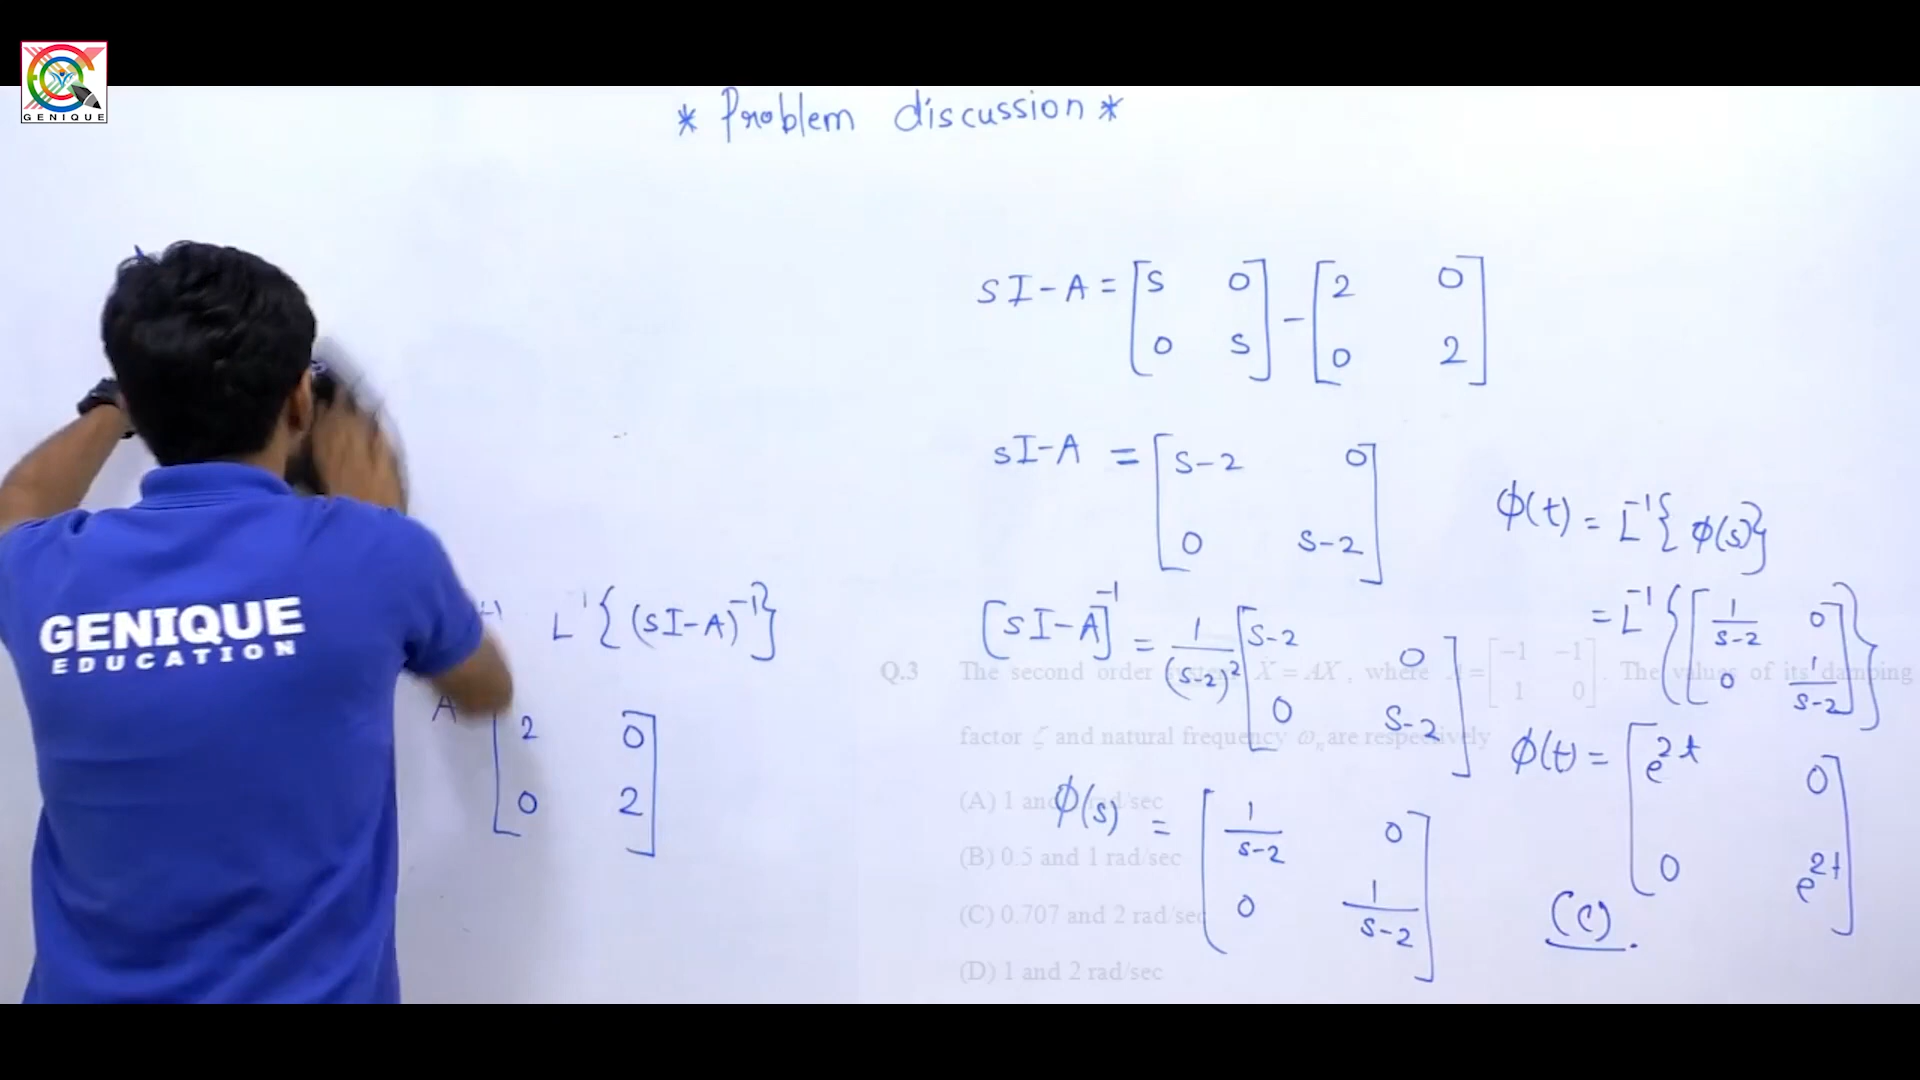 GENIQUE
* Problem discussion *
sI-A = [s 0 0 s] - [2 0 0 2]
sI-A = [s-2 0 0 s-2]
φ(t) = L⁻¹{φ(s)}
GENIQUE
EDUCATION
L⁻¹{(sI-A)⁻¹}
[sI-A]⁻¹ = 1/(s-2)² [s-2 0 0 s-2]
= L⁻¹{[1/s-2 0 0 1/s-2]}
A [2 0 0 2]
φ(s) = [1/s-2 0 0 1/s-2]
φ(t) = [e^2t 0 0 e^2t]
(c).
Q.3 The second order Ẋ = AX, where = [-1 -1 1 0]. The values of its damping
factor ζ and natural frequency ωn are respectively
(A) 1 and rad/sec
(B) 0.5 and 1 rad/sec
(C) 0.707 and 2 rad/sec
(D) 1 and 2 rad/sec